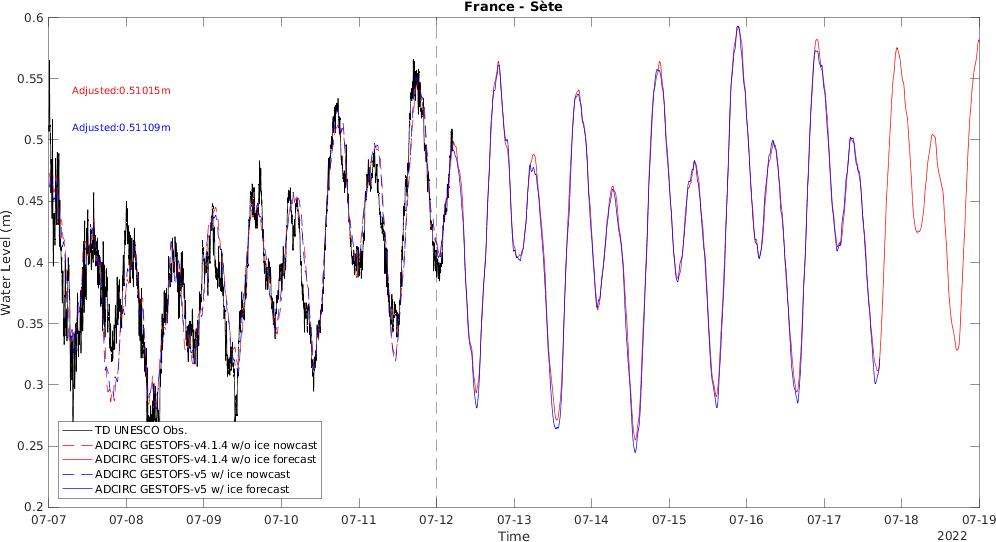 France - Sète
0.6
0.55
0.5
0.45
0.4
0.35
0.3
0.25
0.2
Water Level (m)
Adjusted:0.51015m
Adjusted:0.51109m
TD UNESCO Obs.
ADCIRC GESTOFS-v4.1.4 w/o ice nowcast
ADCIRC GESTOFS-v4.1.4 w/o ice forecast
ADCIRC GESTOFS-v5 w/ ice nowcast
ADCIRC GESTOFS-v5 w/ ice forecast
07-07 07-08 07-09 07-10 07-11 07-12 07-13 07-14 07-15 07-16 07-17 07-18 07-19
Time
2022